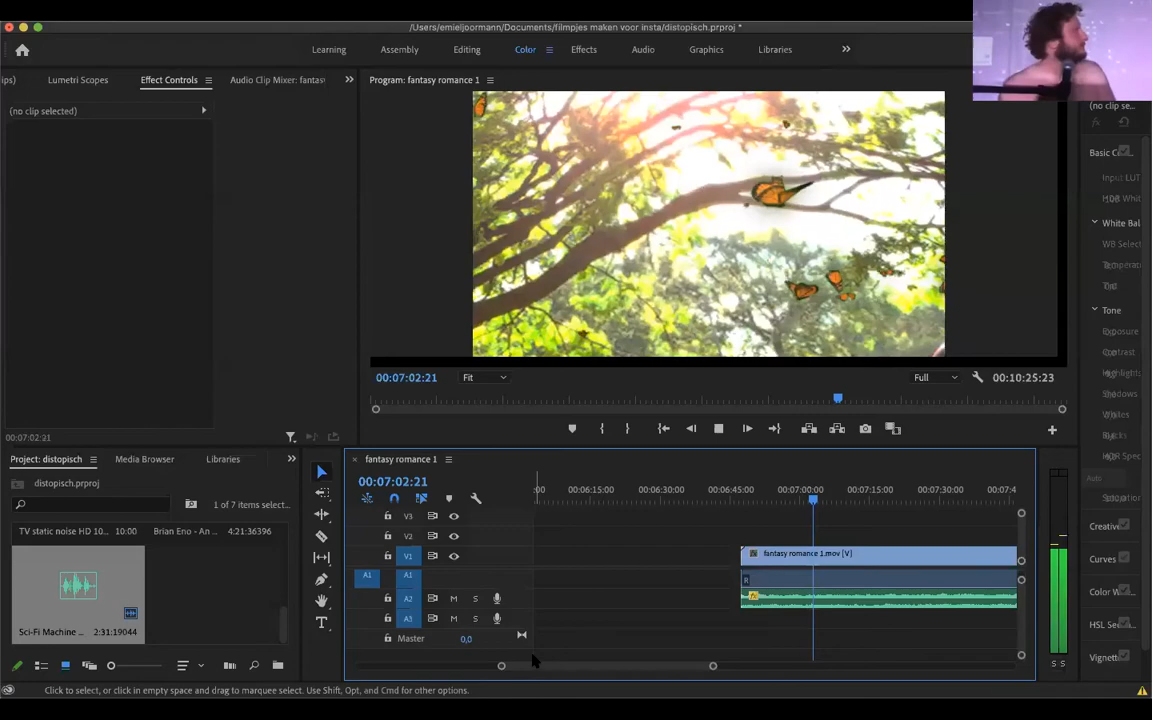 /Users/emieljoormann/Documents/filmpjes maken voor insta/distopisch.prproj *
Learning Assembly Editing Color Effects Audio Graphics Libraries
ips) Lumetri Scopes Effect Controls Audio Clip Mixer: fantas Program: fantasy romance 1
(no clip selected)
(no clip se...
fx
Basic C
Input LUT
White Bal
WB Selec
Tint
Tone
Exposure
Contrast
Highlights
Shadows
Whites
HDR Spec
Auto
Saturation
Creative
Curves
Color W
HSL Se
Vignett
00:07:02:21 Fit Full 00:10:25:23
00:07:02:21
Project: distopisch Media Browser Libraries
distopisch.prproj
1 of 7 items selec...
TV static noise HD 10... 10:00 Brian Eno - An ... 4:21:36396
Sci-Fi Machine ... 2:31:19044
fantasy romance 1
00:07:02:21
:00 00:06:15:00 00:06:30:00 00:06:45:00 00:07:00:00 00:07:15:00 00:07:30:00 00:07:4
V3
V2
V1 fantasy romance 1.mov [V]
A1 A1 R
A2 M S fx
A3 M S
Master 0,0
S S
Click to select, or click in empty space and drag to marquee select. Use Shift, Opt, and Cmd for other options.